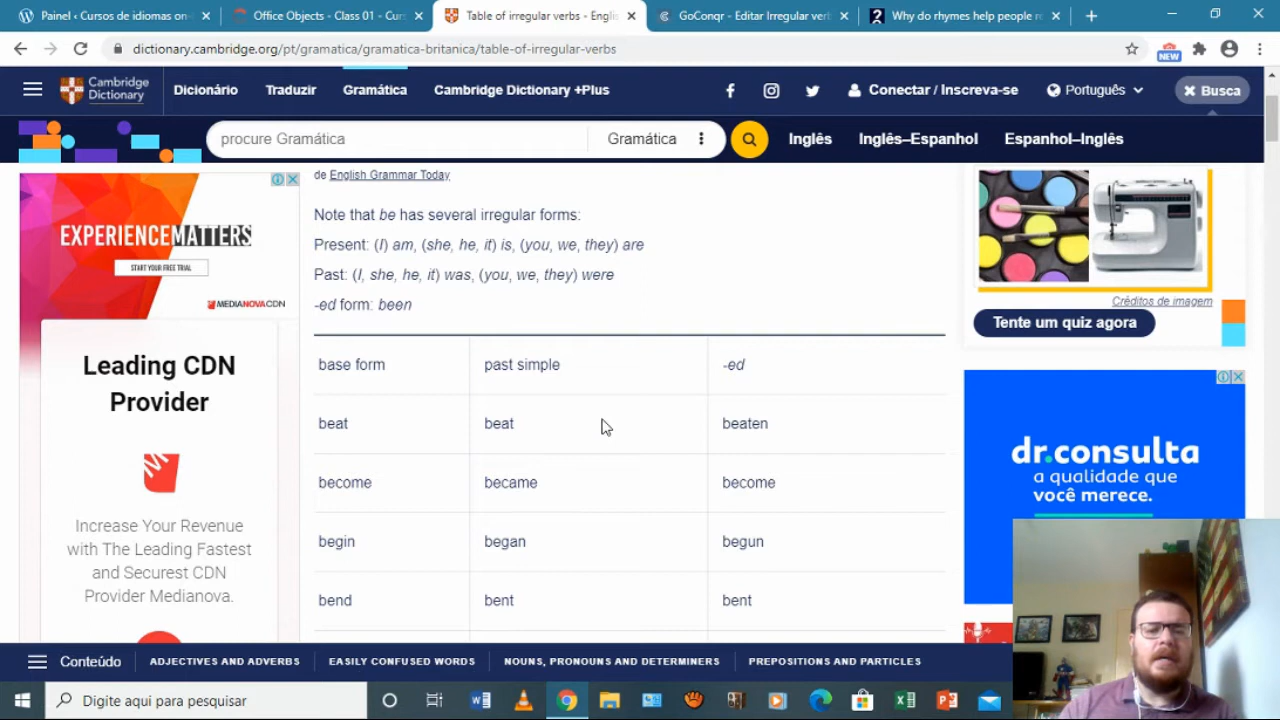 Painel ‹ Cursos de idiomas on-
Office Objects - Class 01 - Cur
Table of irregular verbs - Engli
GoConqr - Editar Irregular verb
Why do rhymes help people re
dictionary.cambridge.org/pt/gramatica/gramatica-britanica/table-of-irregular-verbs
NEW
Cambridge
Dictionary
Dicionário
Traduzir
Gramática
Cambridge Dictionary +Plus
Conectar / Inscreva-se
Português
Busca
procure Gramática
Gramática
Inglês
Inglês–Espanhol
Espanhol–Inglês
de English Grammar Today
Note that be has several irregular forms:
Present: (I) am, (she, he, it) is, (you, we, they) are
Past: (I, she, he, it) was, (you, we, they) were
-ed form: been
base form past simple -ed
beat beat beaten
become became become
begin began begun
bend bent bent
EXPERIENCEMATTERS
START YOUR FREE TRIAL
MEDIANOVACDN
Leading CDN
Provider
Increase Your Revenue
with The Leading Fastest
and Securest CDN
Provider Medianova.
Créditos de imagem
Tente um quiz agora
dr.consulta
a qualidade que
você merece.
Conteúdo
ADJECTIVES AND ADVERBS
EASILY CONFUSED WORDS
NOUNS, PRONOUNS AND DETERMINERS
PREPOSITIONS AND PARTICLES
Digite aqui para pesquisar